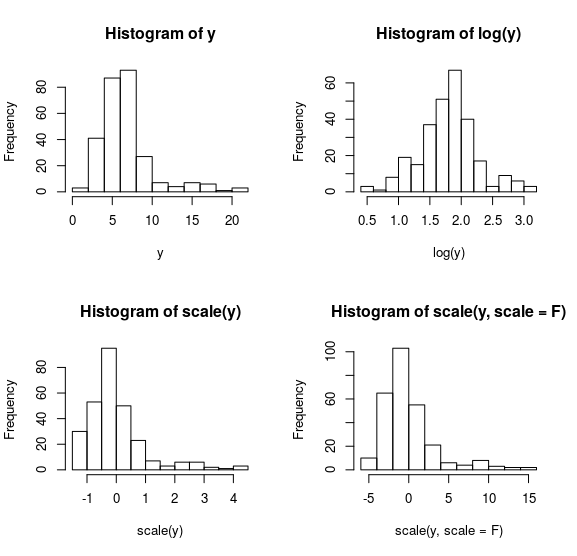 Histogram of y
Frequency
0 20 40 60 80
0 5 10 15 20
y
Histogram of log(y)
Frequency
0 20 60
0.5 1.0 1.5 2.0 2.5 3.0
log(y)
Histogram of scale(y)
Frequency
0 20 40 60 80
-1 0 1 2 3 4
scale(y)
Histogram of scale(y, scale = F)
Frequency
0 20 60 100
-5 0 5 10 15
scale(y, scale = F)